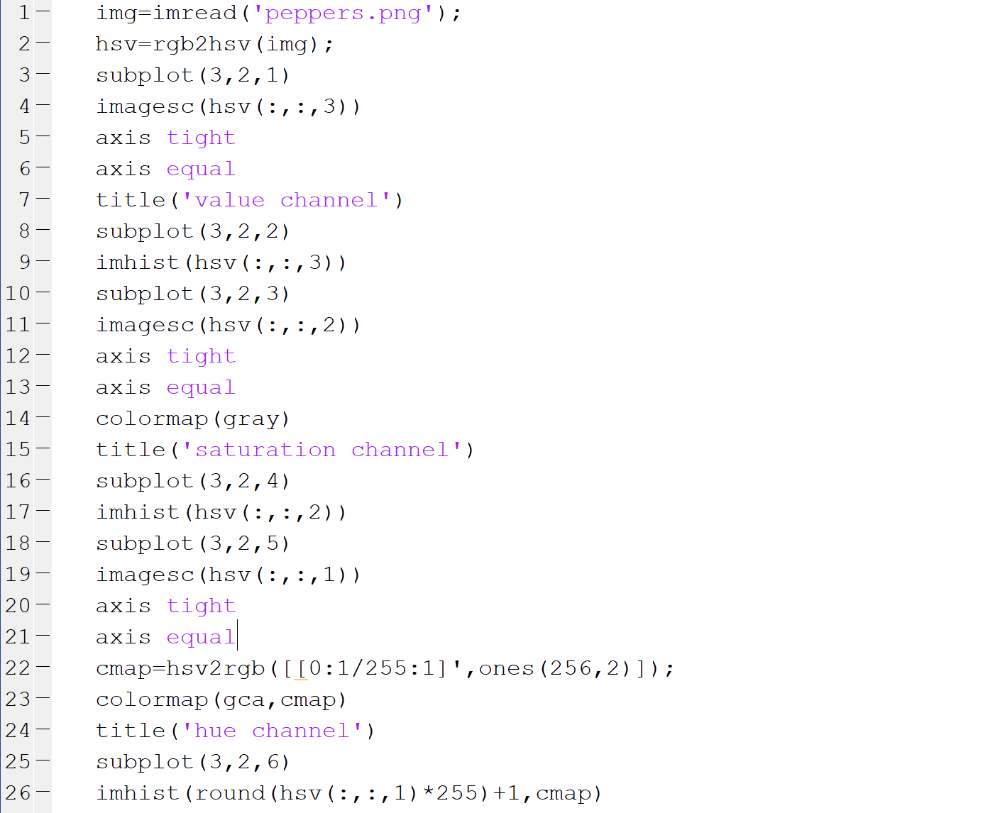 1 img=imread('peppers.png');
2 hsv=rgb2hsv(img);
3 subplot(3,2,1)
4 imagesc(hsv(:,:,3))
5 axis tight
6 axis equal
7 title('value channel')
8 subplot(3,2,2)
9 imhist(hsv(:,:,3))
10 subplot(3,2,3)
11 imagesc(hsv(:,:,2))
12 axis tight
13 axis equal
14 colormap(gray)
15 title('saturation channel')
16 subplot(3,2,4)
17 imhist(hsv(:,:,2))
18 subplot(3,2,5)
19 imagesc(hsv(:,:,1))
20 axis tight
21 axis equal
22 cmap=hsv2rgb([[0:1/255:1]',ones(256,2)]);
23 colormap(gca,cmap)
24 title('hue channel')
25 subplot(3,2,6)
26 imhist(round(hsv(:,:,1)*255)+1,cmap)